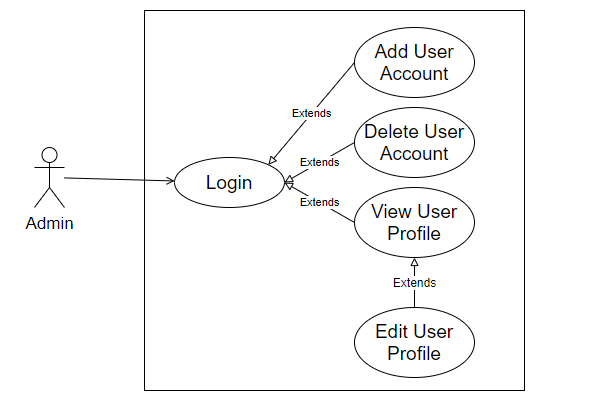 Add User
Account
Extends
Delete User
Account
Extends
Login
Extends
View User
Profile
Admin
Extends
Edit User
Profile